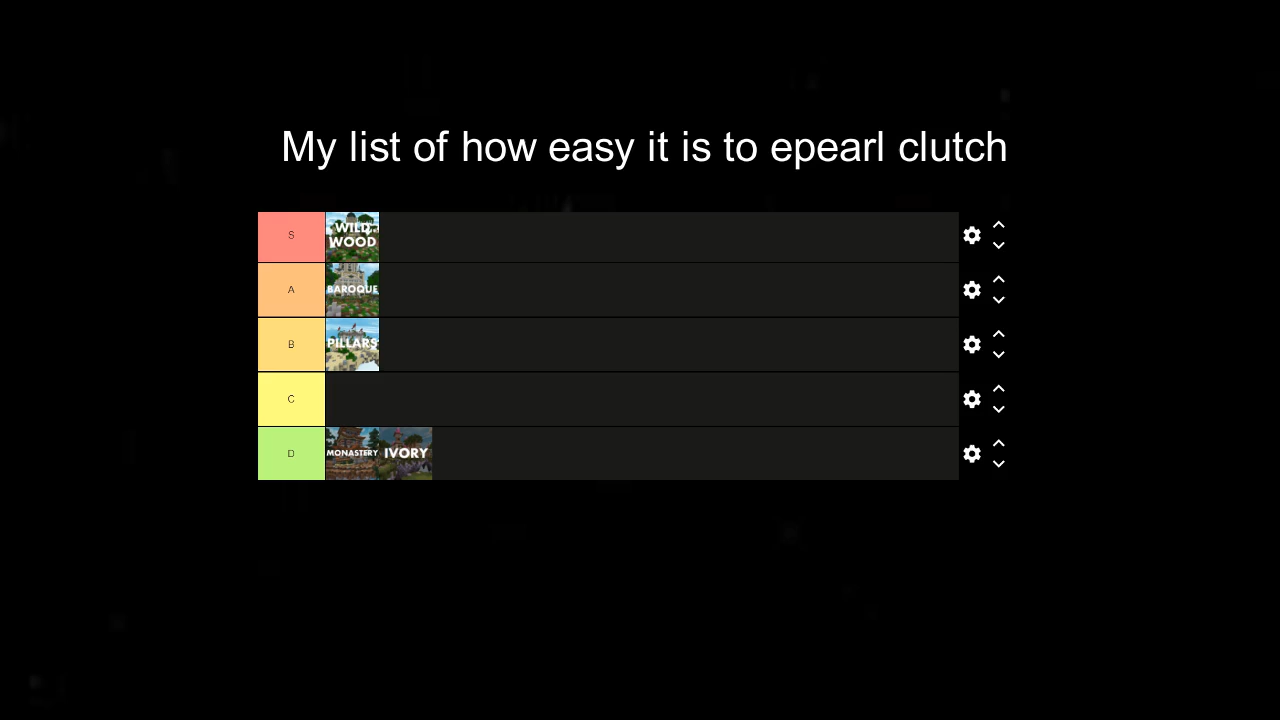 My list of how easy it is to epearl clutch
S
WILD
WOOD
A
BAROQUE
B
PILLARS
C
D
MONASTERY
IVORY